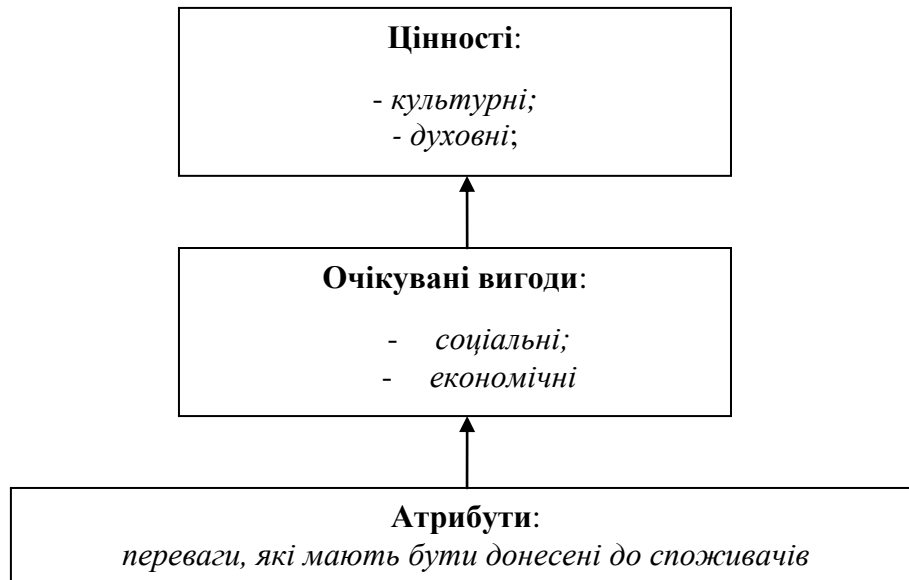 Цінності:
- культурні;
- духовні;
Очікувані вигоди:
- соціальні;
- економічні
Атрибути:
переваги, які мають бути донесені до споживачів